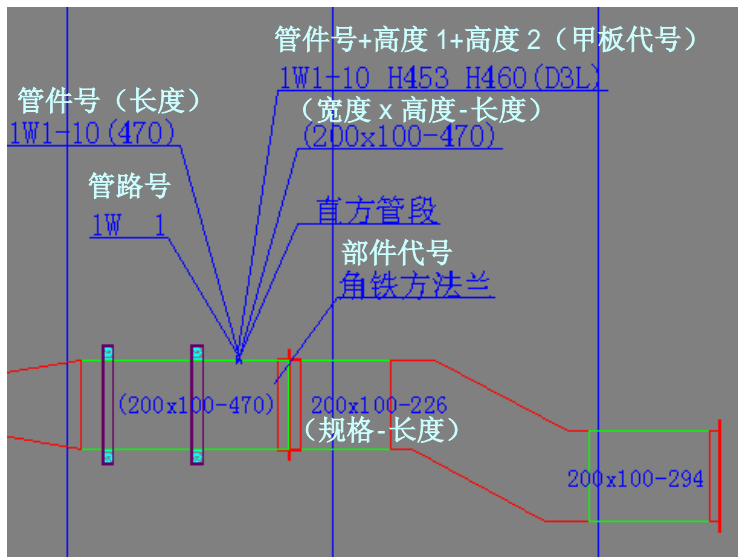 管件号+高度1+高度2（甲板代号）
1W1-10 H453 H460(D3L)
管件号（长度）
（宽度x高度-长度）
1W1-10(470)
(200x100-470)
管路号
直方管段
1W 1
部件代号
角铁方法兰
(200x100-470)
200x100-226
（规格-长度）
200x100-294